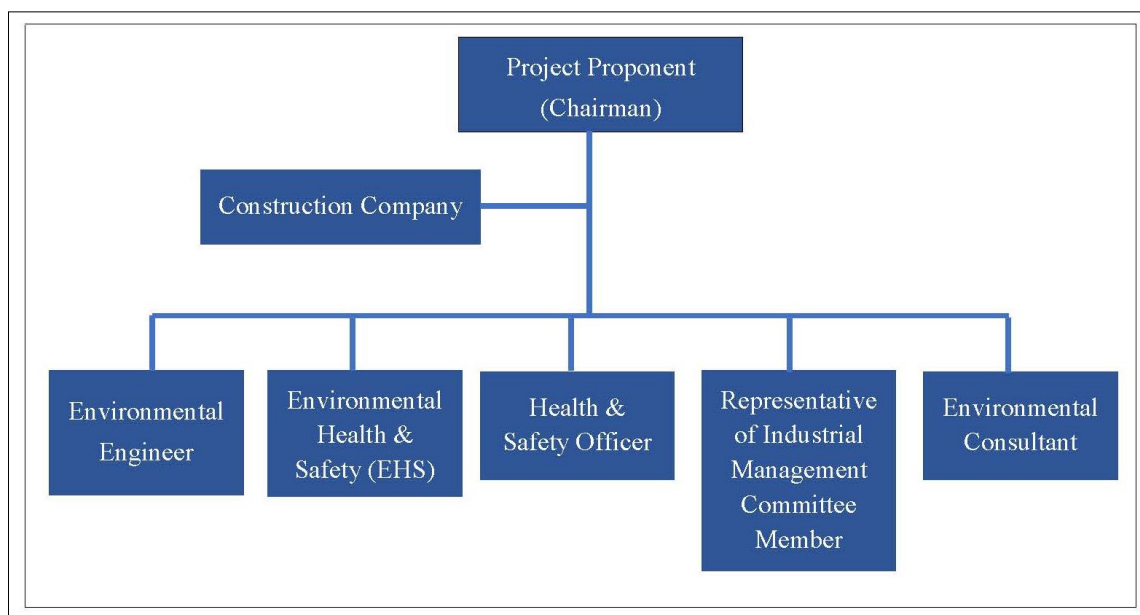 Project Proponent
(Chairman)
Construction Company
Environmental
Engineer
Environmental
Health &
Safety (EHS)
Health &
Safety Officer
Representative
of Industrial
Management
Committee
Member
Environmental
Consultant